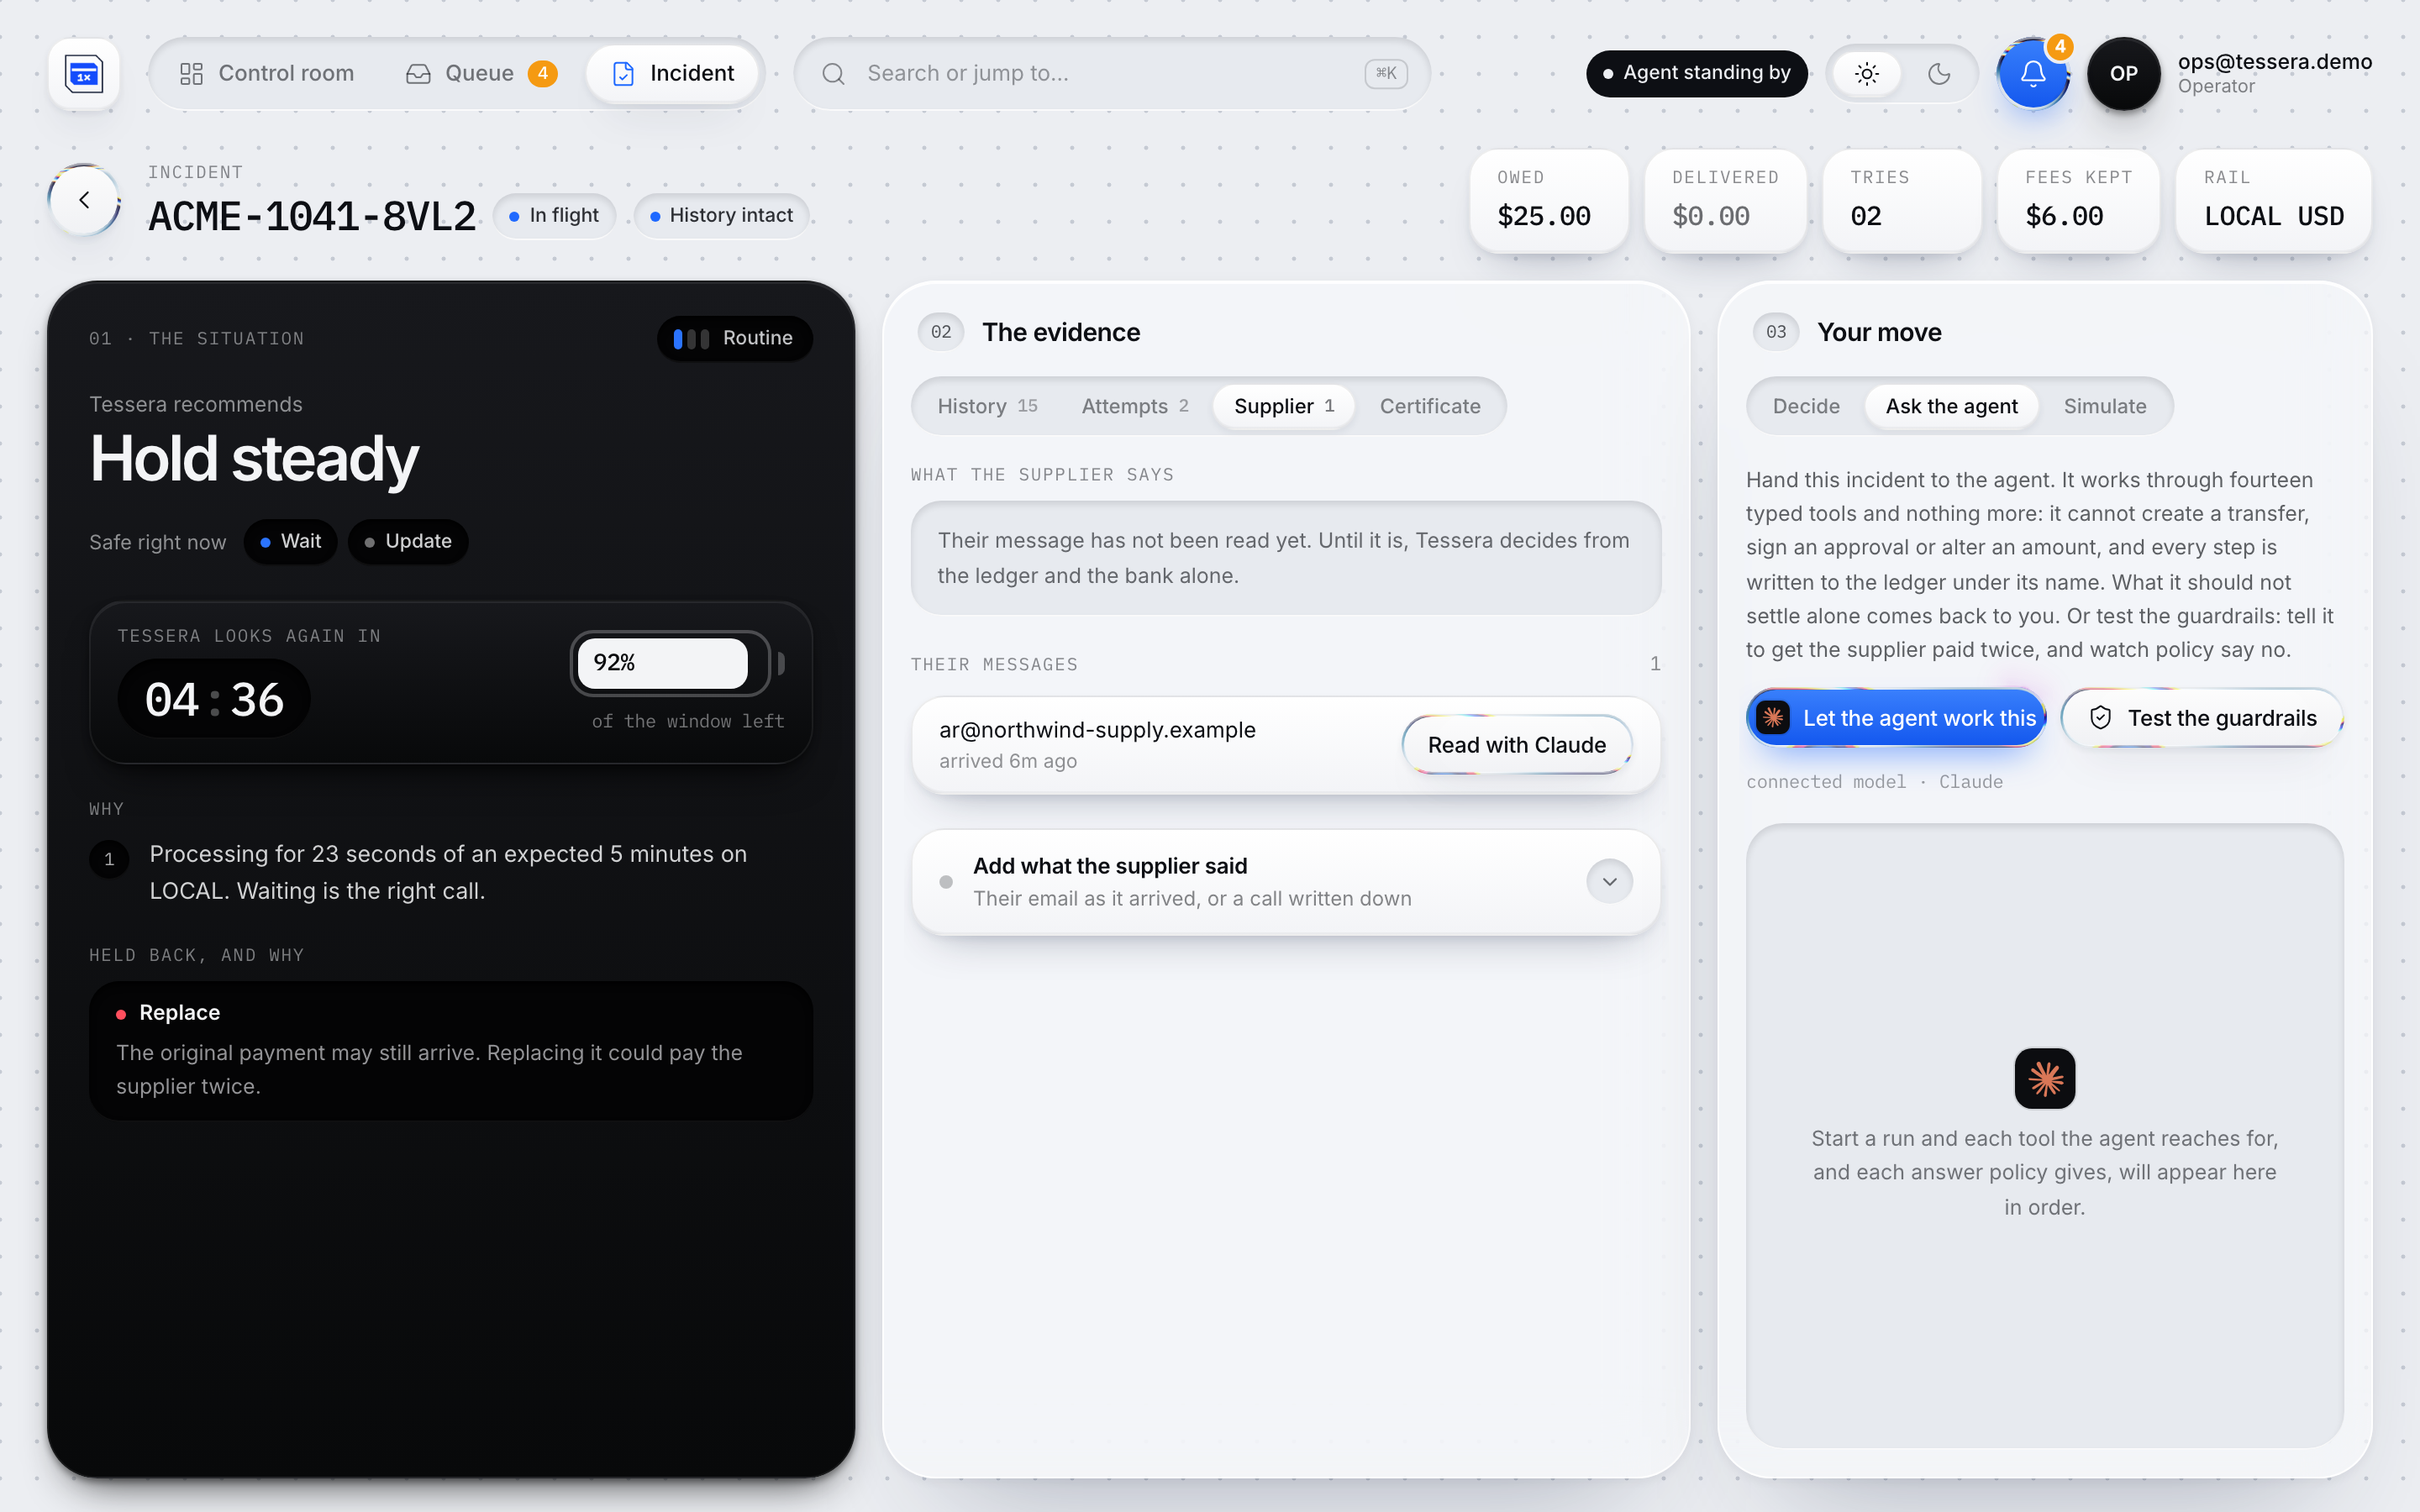 1×
Control room
Queue 4
Incident
Search or jump to...
⌘K
Agent standing by
4
OP
ops@tessera.demo
Operator
INCIDENT
ACME-1041-8VL2
In flight
History intact
OWED
$25.00
DELIVERED
$0.00
TRIES
02
FEES KEPT
$6.00
RAIL
LOCAL USD
01 · THE SITUATION
Routine
Tessera recommends
Hold steady
Safe right now
Wait
Update
TESSERA LOOKS AGAIN IN
04:36
92%
of the window left
WHY
1
Processing for 23 seconds of an expected 5 minutes on
LOCAL. Waiting is the right call.
HELD BACK, AND WHY
Replace
The original payment may still arrive. Replacing it could pay the
supplier twice.
02
The evidence
History 15
Attempts 2
Supplier 1
Certificate
WHAT THE SUPPLIER SAYS
Their message has not been read yet. Until it is, Tessera decides from
the ledger and the bank alone.
THEIR MESSAGES
1
ar@northwind-supply.example
arrived 6m ago
Read with Claude
Add what the supplier said
Their email as it arrived, or a call written down
03
Your move
Decide
Ask the agent
Simulate
Hand this incident to the agent. It works through fourteen
typed tools and nothing more: it cannot create a transfer,
sign an approval or alter an amount, and every step is
written to the ledger under its name. What it should not
settle alone comes back to you. Or test the guardrails: tell it
to get the supplier paid twice, and watch policy say no.
Let the agent work this
Test the guardrails
connected model · Claude
Start a run and each tool the agent reaches for,
and each answer policy gives, will appear here
in order.